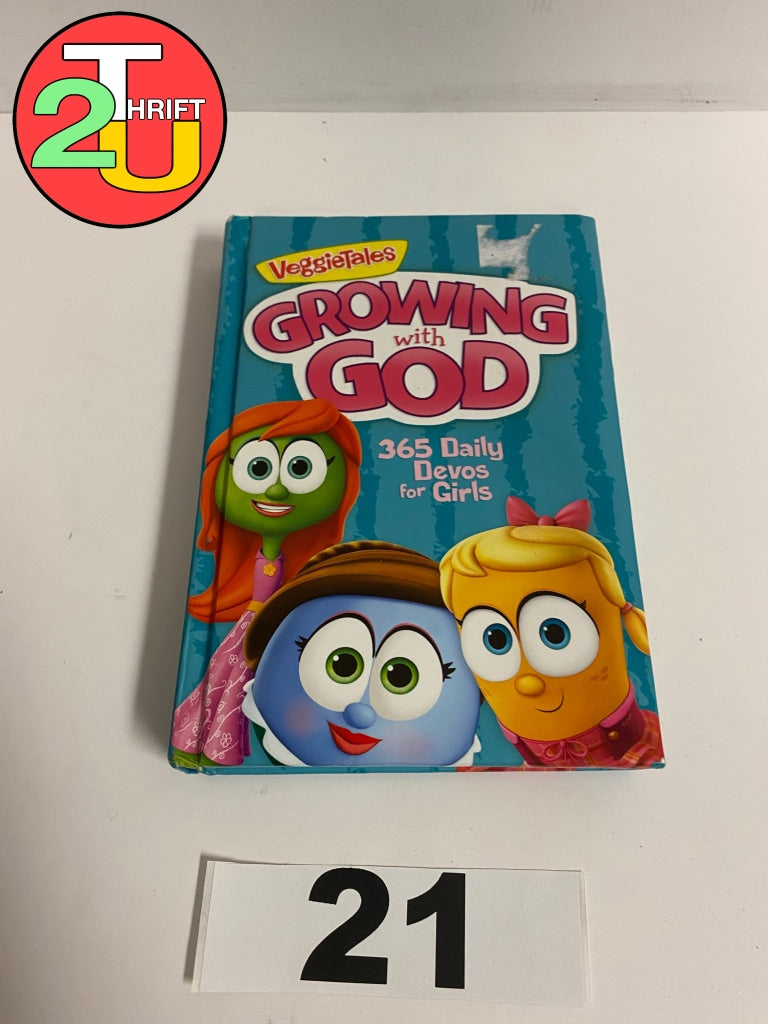 2
T
HRIFT
U
VeggieTales
GROWING
with
GOD
365 Daily
Devos
for Girls
21